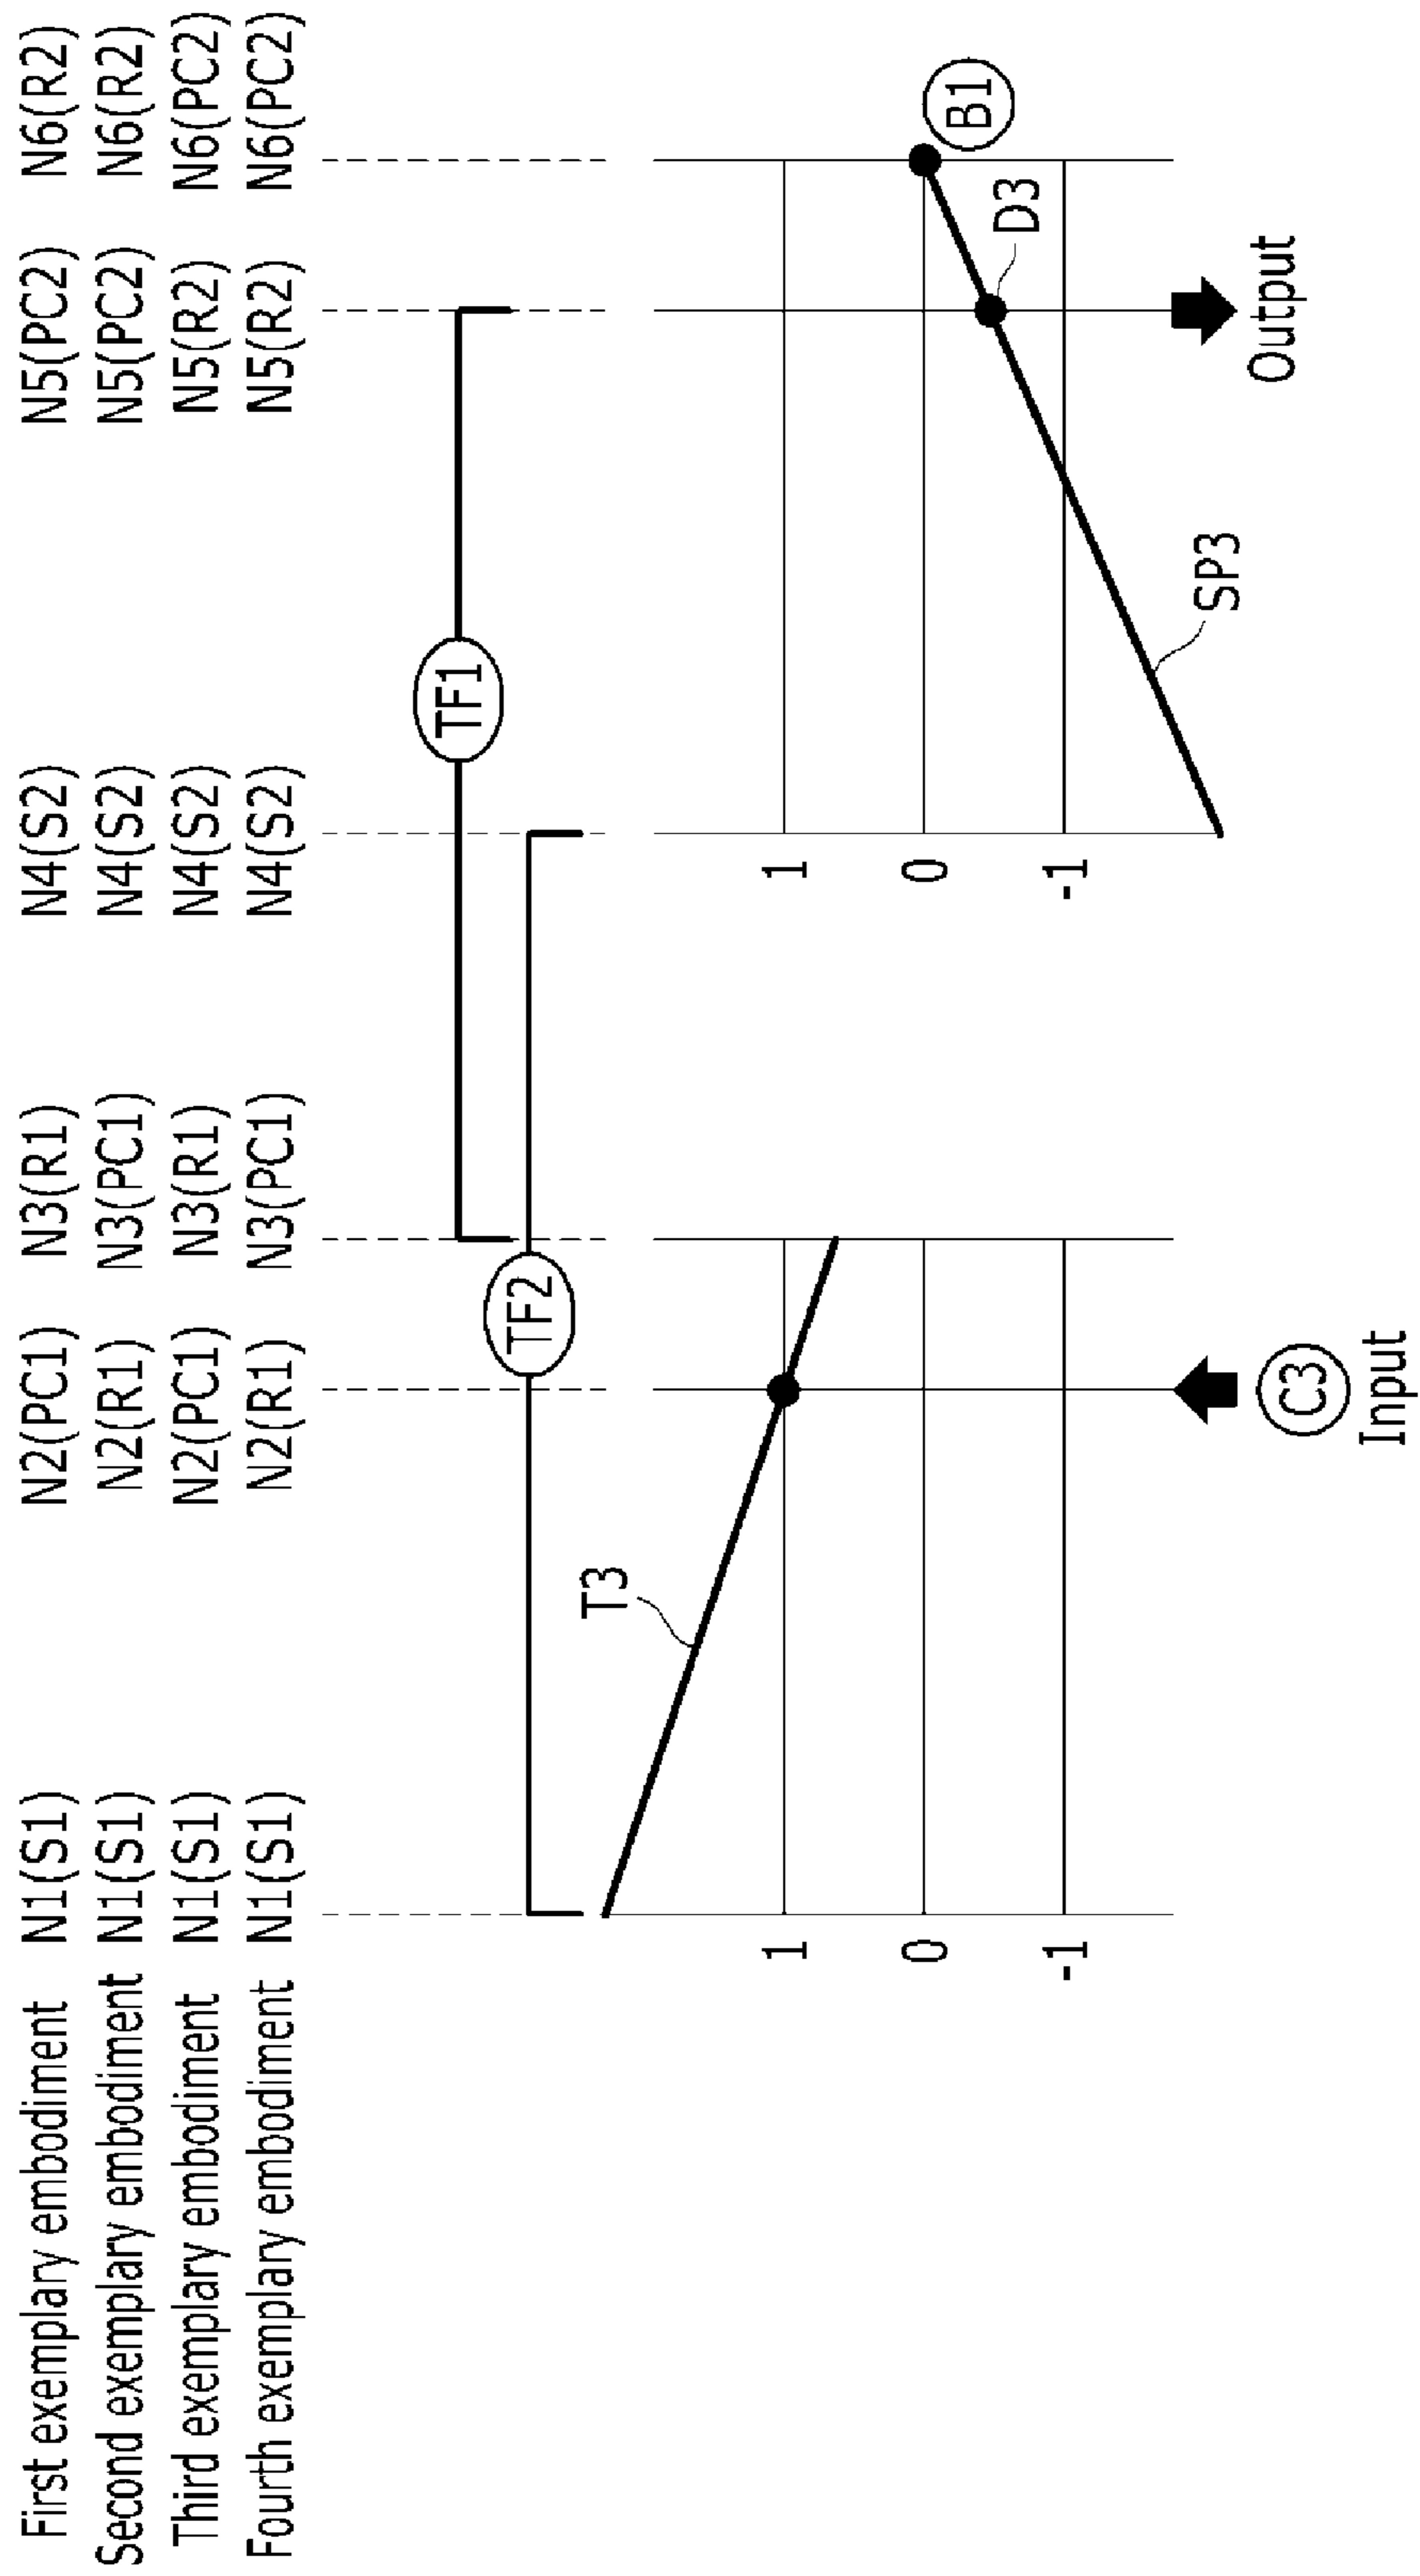 First exemplary embodiment N1(S1) N2(PC1) N3(R1) N4(S2) N5(PC2) N6(R2)
Second exemplary embodiment N1(S1) N2(R1) N3(PC1) N4(S2) N5(PC2) N6(R2)
Third exemplary embodiment N1(S1) N2(PC1) N3(R1) N4(S2) N5(R2) N6(PC2)
Fourth exemplary embodiment N1(S1) N2(R1) N3(PC1) N4(S2) N5(R2) N6(PC2)
TF1
TF2
T3
1 1
0 0 B1
D3
-1 -1
SP3
C3 Output
Input